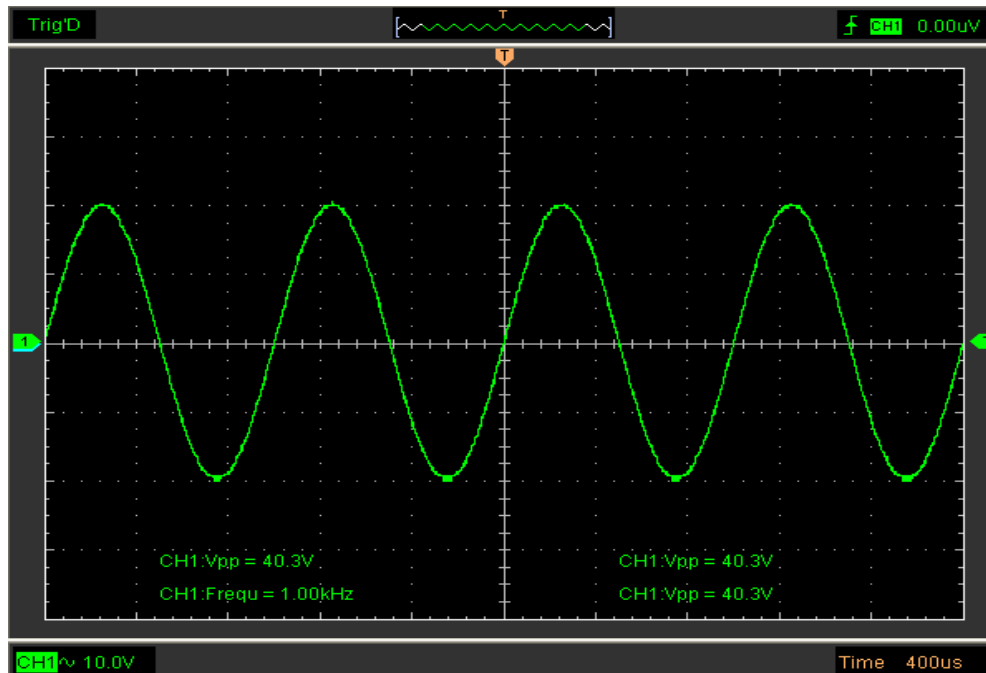 Trig'D
T
CH1 0.00uV
T
1
CH1:Vpp = 40.3V
CH1:Vpp = 40.3V
CH1:Frequ = 1.00kHz
CH1:Vpp = 40.3V
CH1 10.0V
Time 400us